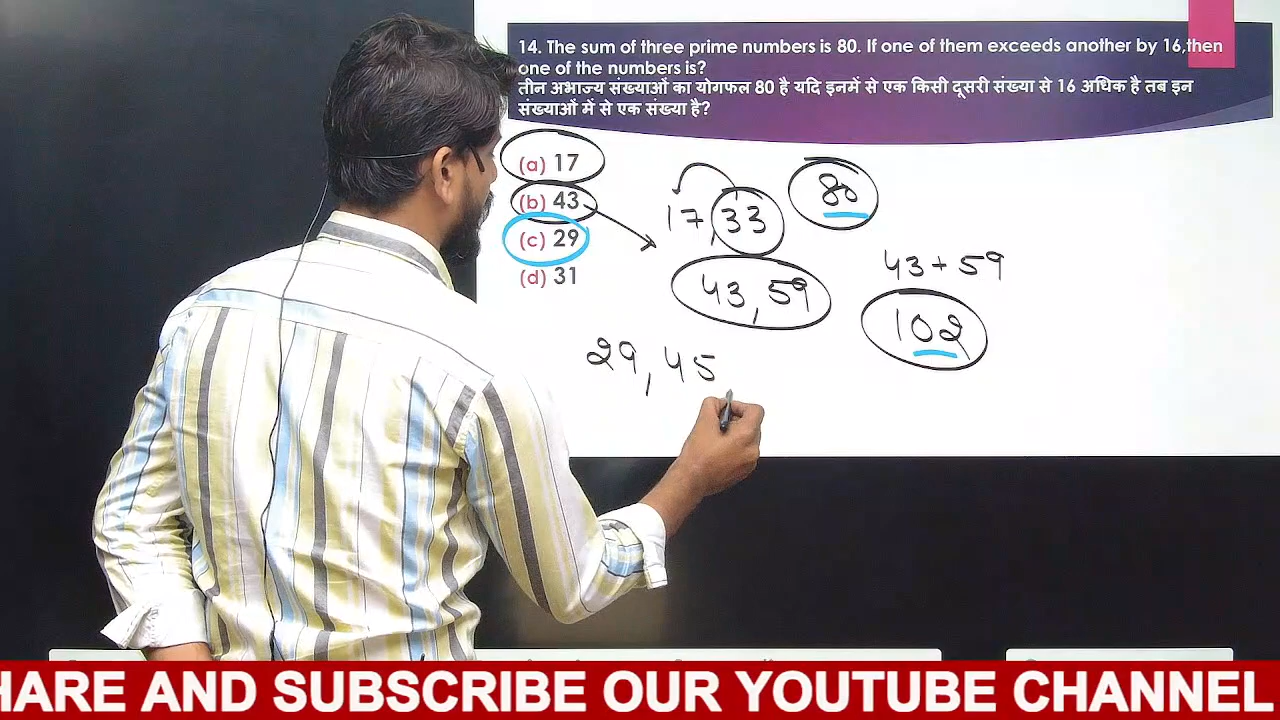 14. The sum of three prime numbers is 80. If one of them exceeds another by 16,then
one of the numbers is?
तीन अभाज्य संख्याओं का योगफल 80 है यदि इनमें से एक किसी दूसरी संख्या से 16 अधिक है तब इन
संख्याओं में से एक संख्या है?
(a) 17
(b) 43
(c) 29
(d) 31
17, 33
80
43, 59
43 + 59
102
29, 45
HARE AND SUBSCRIBE OUR YOUTUBE CHANNEL.